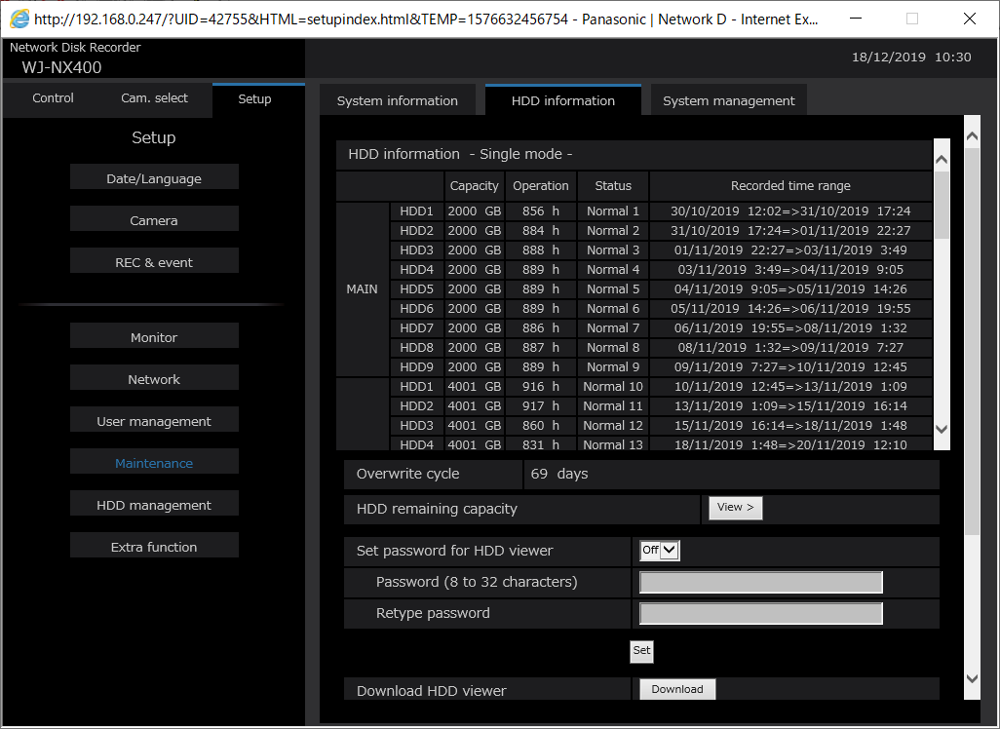 http://192.168.0.247/?UID=42755&HTML=setupindex.html&TEMP=1576632456754 - Panasonic | Network D - Internet Ex...
Network Disk Recorder
WJ-NX400
18/12/2019 10:30
Control Cam. select Setup
System information HDD information System management
Setup
Date/Language
Camera
REC & event
Monitor
Network
User management
Maintenance
HDD management
Extra function
HDD information - Single mode -
Capacity Operation Status Recorded time range
MAIN
HDD1 2000 GB 856 h Normal 1 30/10/2019 12:02=>31/10/2019 17:24
HDD2 2000 GB 884 h Normal 2 31/10/2019 17:24=>01/11/2019 22:27
HDD3 2000 GB 888 h Normal 3 01/11/2019 22:27=>03/11/2019 3:49
HDD4 2000 GB 889 h Normal 4 03/11/2019 3:49=>04/11/2019 9:05
HDD5 2000 GB 889 h Normal 5 04/11/2019 9:05=>05/11/2019 14:26
HDD6 2000 GB 889 h Normal 6 05/11/2019 14:26=>06/11/2019 19:55
HDD7 2000 GB 886 h Normal 7 06/11/2019 19:55=>08/11/2019 1:32
HDD8 2000 GB 887 h Normal 8 08/11/2019 1:32=>09/11/2019 7:27
HDD9 2000 GB 889 h Normal 9 09/11/2019 7:27=>10/11/2019 12:45
HDD1 4001 GB 916 h Normal 10 10/11/2019 12:45=>13/11/2019 1:09
HDD2 4001 GB 917 h Normal 11 13/11/2019 1:09=>15/11/2019 16:14
HDD3 4001 GB 860 h Normal 12 15/11/2019 16:14=>18/11/2019 1:48
HDD4 4001 GB 831 h Normal 13 18/11/2019 1:48=>20/11/2019 12:10
Overwrite cycle 69 days
HDD remaining capacity View >
Set password for HDD viewer Off
Password (8 to 32 characters)
Retype password
Set
Download HDD viewer Download